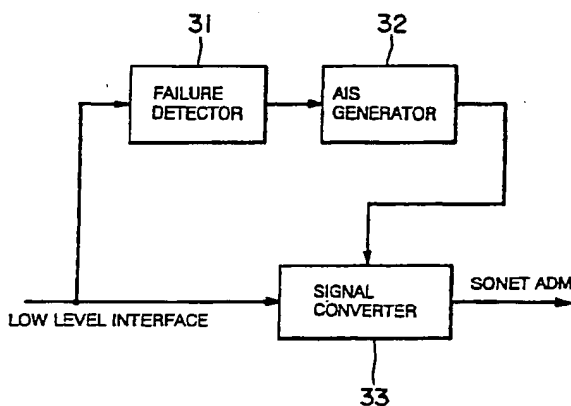 31
32
FAILURE
DETECTOR
AIS
GENERATOR
LOW LEVEL INTERFACE
SIGNAL
CONVERTER
SONET ADM
33